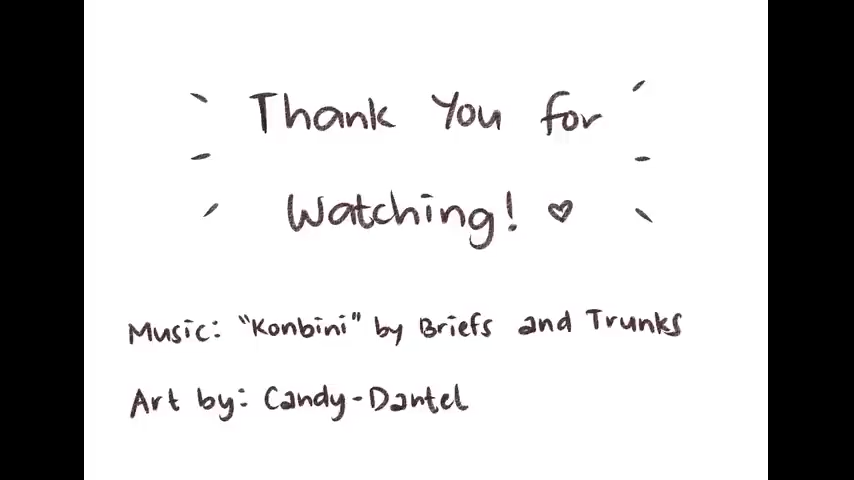 Thank You for
Watching! ♡
Music: "Konbini" by Briefs and Trunks
Art by: Candy-Dantel